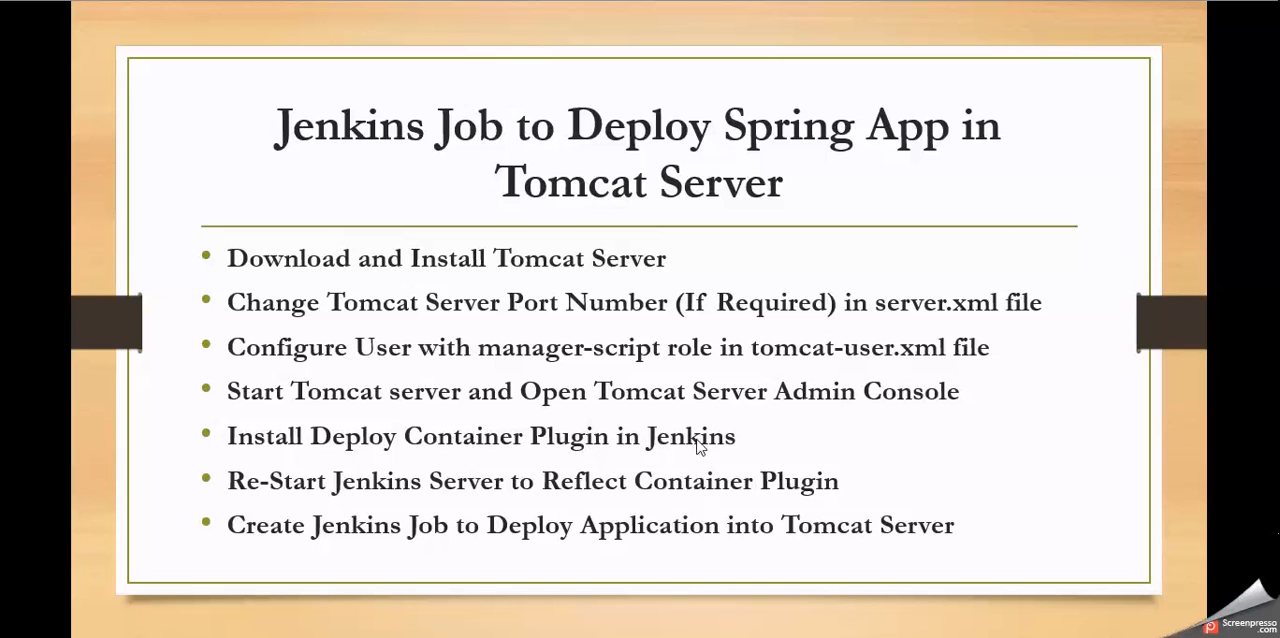 Jenkins Job to Deploy Spring App in
Tomcat Server
• Download and Install Tomcat Server
• Change Tomcat Server Port Number (If Required) in server.xml file
• Configure User with manager-script role in tomcat-user.xml file
• Start Tomcat server and Open Tomcat Server Admin Console
• Install Deploy Container Plugin in Jenkins
• Re-Start Jenkins Server to Reflect Container Plugin
• Create Jenkins Job to Deploy Application into Tomcat Server
Screenpresso
.com